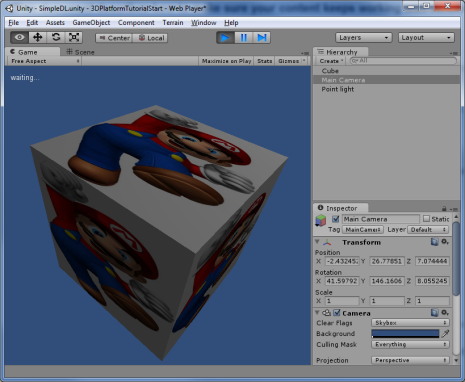 Unity - SimpleDL.unity - 3DPlatformTutorialStart - Web Player*
File Edit Assets GameObject Component Terrain Window Help
Center Local Layers Layout
Game Scene
Free Aspect Maximize on Play Stats Gizmos
waiting...
Hierarchy
Create All
Cube
Main Camera
Point light
Inspector
Main Camera Static
Tag MainCamera Layer Default
Transform
Position
X -2.43245 Y 26.77851 Z 7.074444
Rotation
X 41.59792 Y 146.1606 Z 8.055245
Scale
X 1 Y 1 Z 1
Camera
Clear Flags Skybox
Background
Culling Mask Everything
Projection Perspective